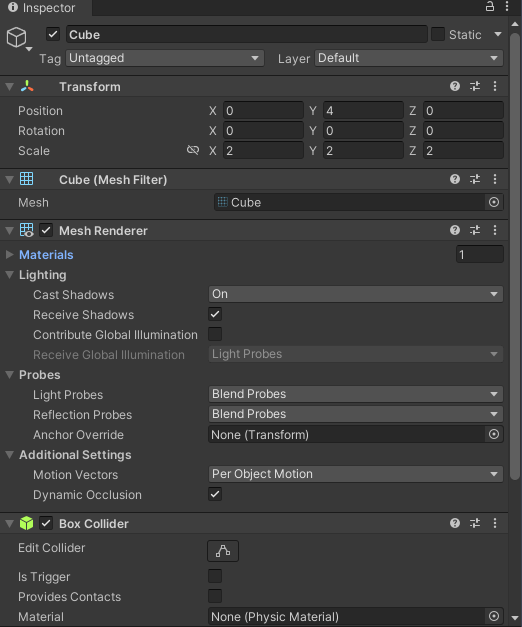 Inspector
Cube Static
Tag Untagged Layer Default
Transform
Position X 0 Y 4 Z 0
Rotation X 0 Y 0 Z 0
Scale X 2 Y 2 Z 2
Cube (Mesh Filter)
Mesh Cube
Mesh Renderer
Materials 1
Lighting
Cast Shadows On
Receive Shadows
Contribute Global Illumination
Receive Global Illumination Light Probes
Probes
Light Probes Blend Probes
Reflection Probes Blend Probes
Anchor Override None (Transform)
Additional Settings
Motion Vectors Per Object Motion
Dynamic Occlusion
Box Collider
Edit Collider
Is Trigger
Provides Contacts
Material None (Physic Material)